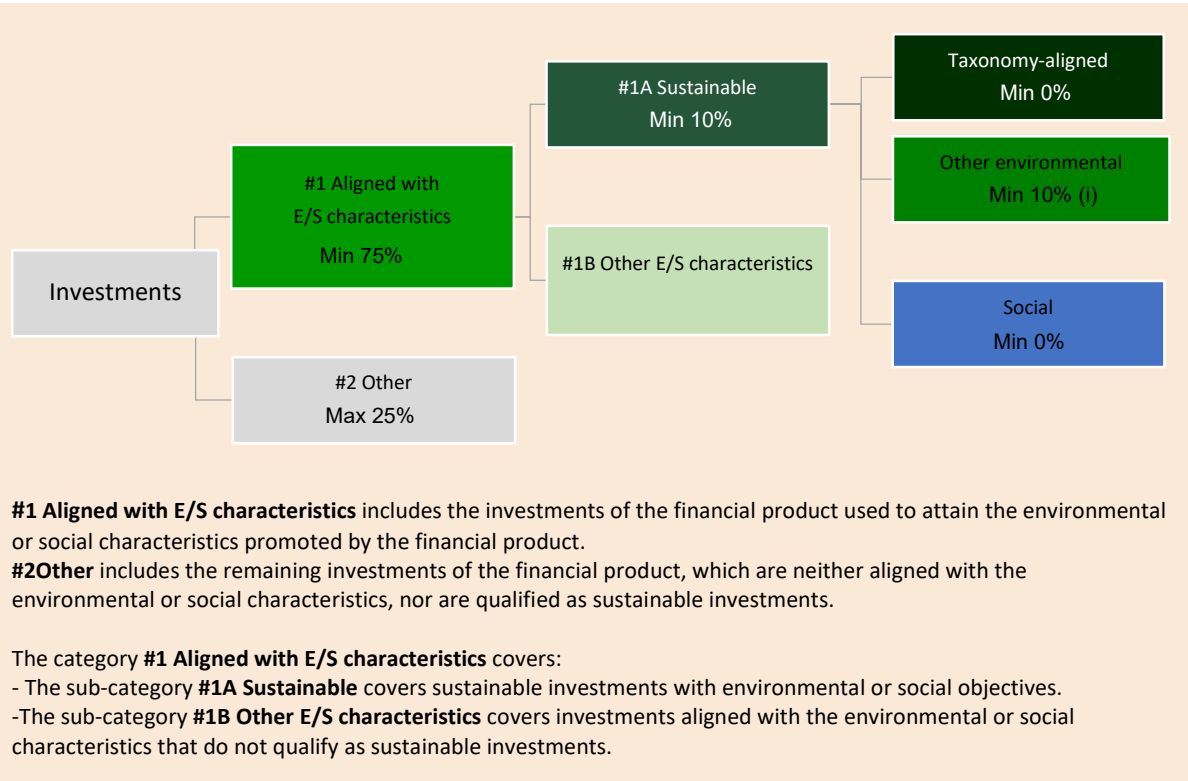 Taxonomy-aligned
Min 0%
#1A Sustainable
Min 10%
Other environmental
Min 10% (i)
#1 Aligned with
E/S characteristics
Min 75%
#1B Other E/S characteristics
Investments
Social
Min 0%
#2 Other
Max 25%
#1 Aligned with E/S characteristics includes the investments of the financial product used to attain the environmental
or social characteristics promoted by the financial product.
#2Other includes the remaining investments of the financial product, which are neither aligned with the
environmental or social characteristics, nor are qualified as sustainable investments.
The category #1 Aligned with E/S characteristics covers:
- The sub-category #1A Sustainable covers sustainable investments with environmental or social objectives.
-The sub-category #1B Other E/S characteristics covers investments aligned with the environmental or social
characteristics that do not qualify as sustainable investments.